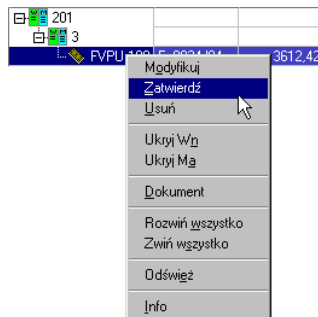 201
3
FVPU 3612,42
Modyfikuj
Zatwierdź
Usuń
Ukryj Wn
Ukryj Ma
Dokument
Rozwiń wszystko
Zwiń wszystko
Odśwież
Info